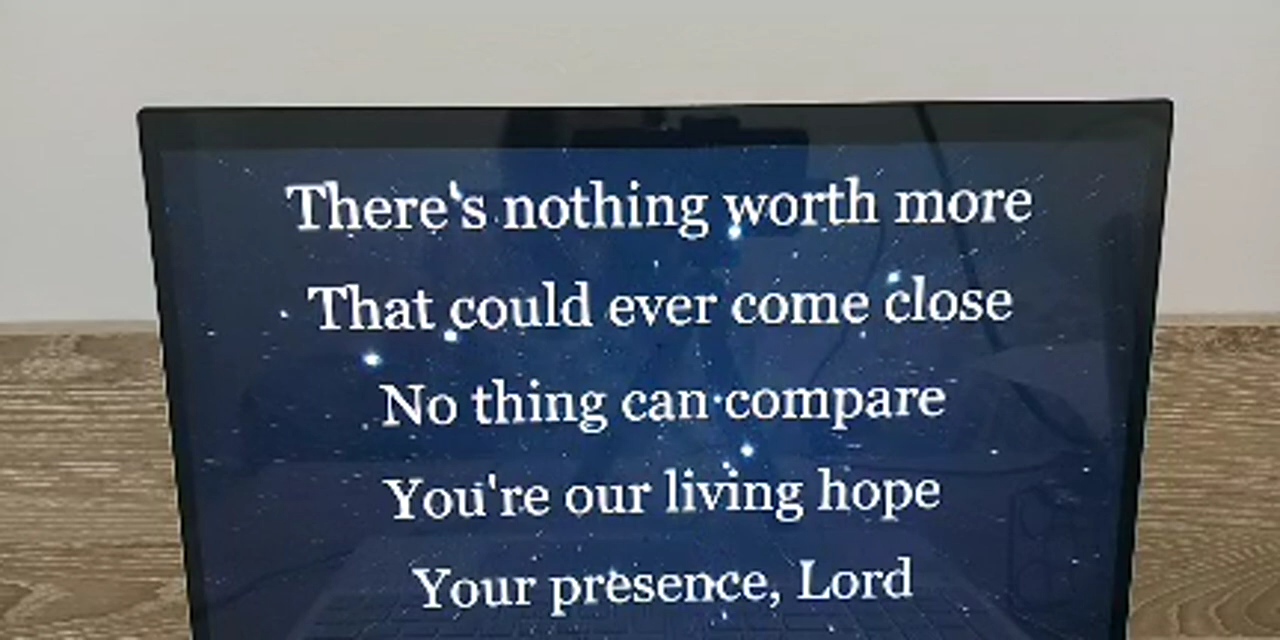 There's nothing worth more
That could ever come close
No thing can compare
You're our living hope
Your presence, Lord